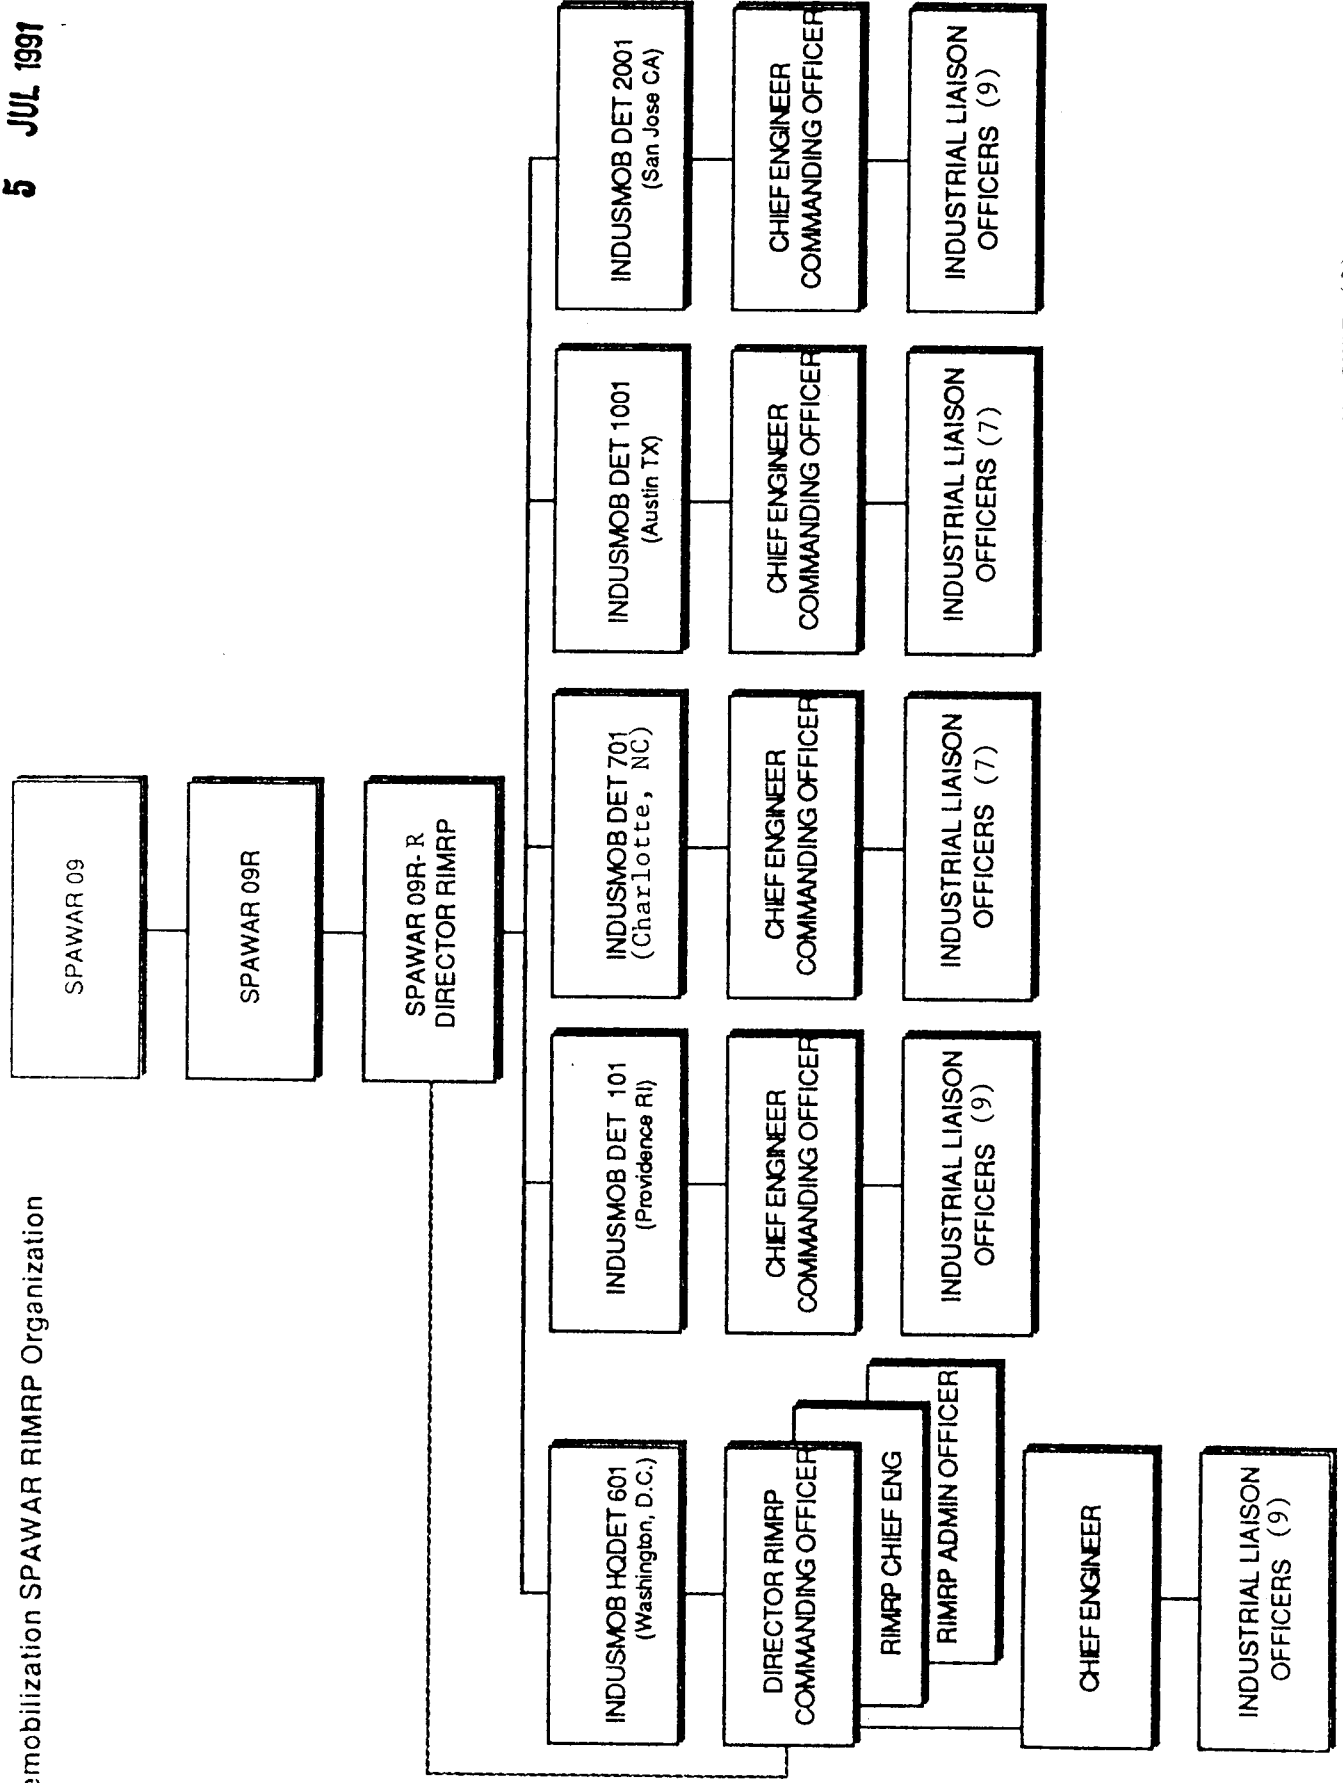 5 JUL 1991
emobilization SPAWAR RIMRP Organization
SPAWAR 09
SPAWAR 09R
SPAWAR 09R-R
DIRECTOR RIMRP
INDUSMOB HQDET 601
(Washington, D.C.)
DIRECTOR RIMRP
COMMANDING OFFICER
RIMRP CHIEF ENG
RIMRP ADMIN OFFICER
CHIEF ENGINEER
INDUSTRIAL LIAISON
OFFICERS (9)
INDUSMOB DET 101
(Providence RI)
CHIEF ENGINEER
COMMANDING OFFICER
INDUSTRIAL LIAISON
OFFICERS (9)
INDUSMOB DET 701
(Charlotte, NC)
CHIEF ENGINEER
COMMANDING OFFICER
INDUSTRIAL LIAISON
OFFICERS (7)
INDUSMOB DET 1001
(Austin TX)
CHIEF ENGINEER
COMMANDING OFFICER
INDUSTRIAL LIAISON
OFFICERS (7)
INDUSMOB DET 2001
(San Jose CA)
CHIEF ENGINEER
COMMANDING OFFICER
INDUSTRIAL LIAISON
OFFICERS (9)